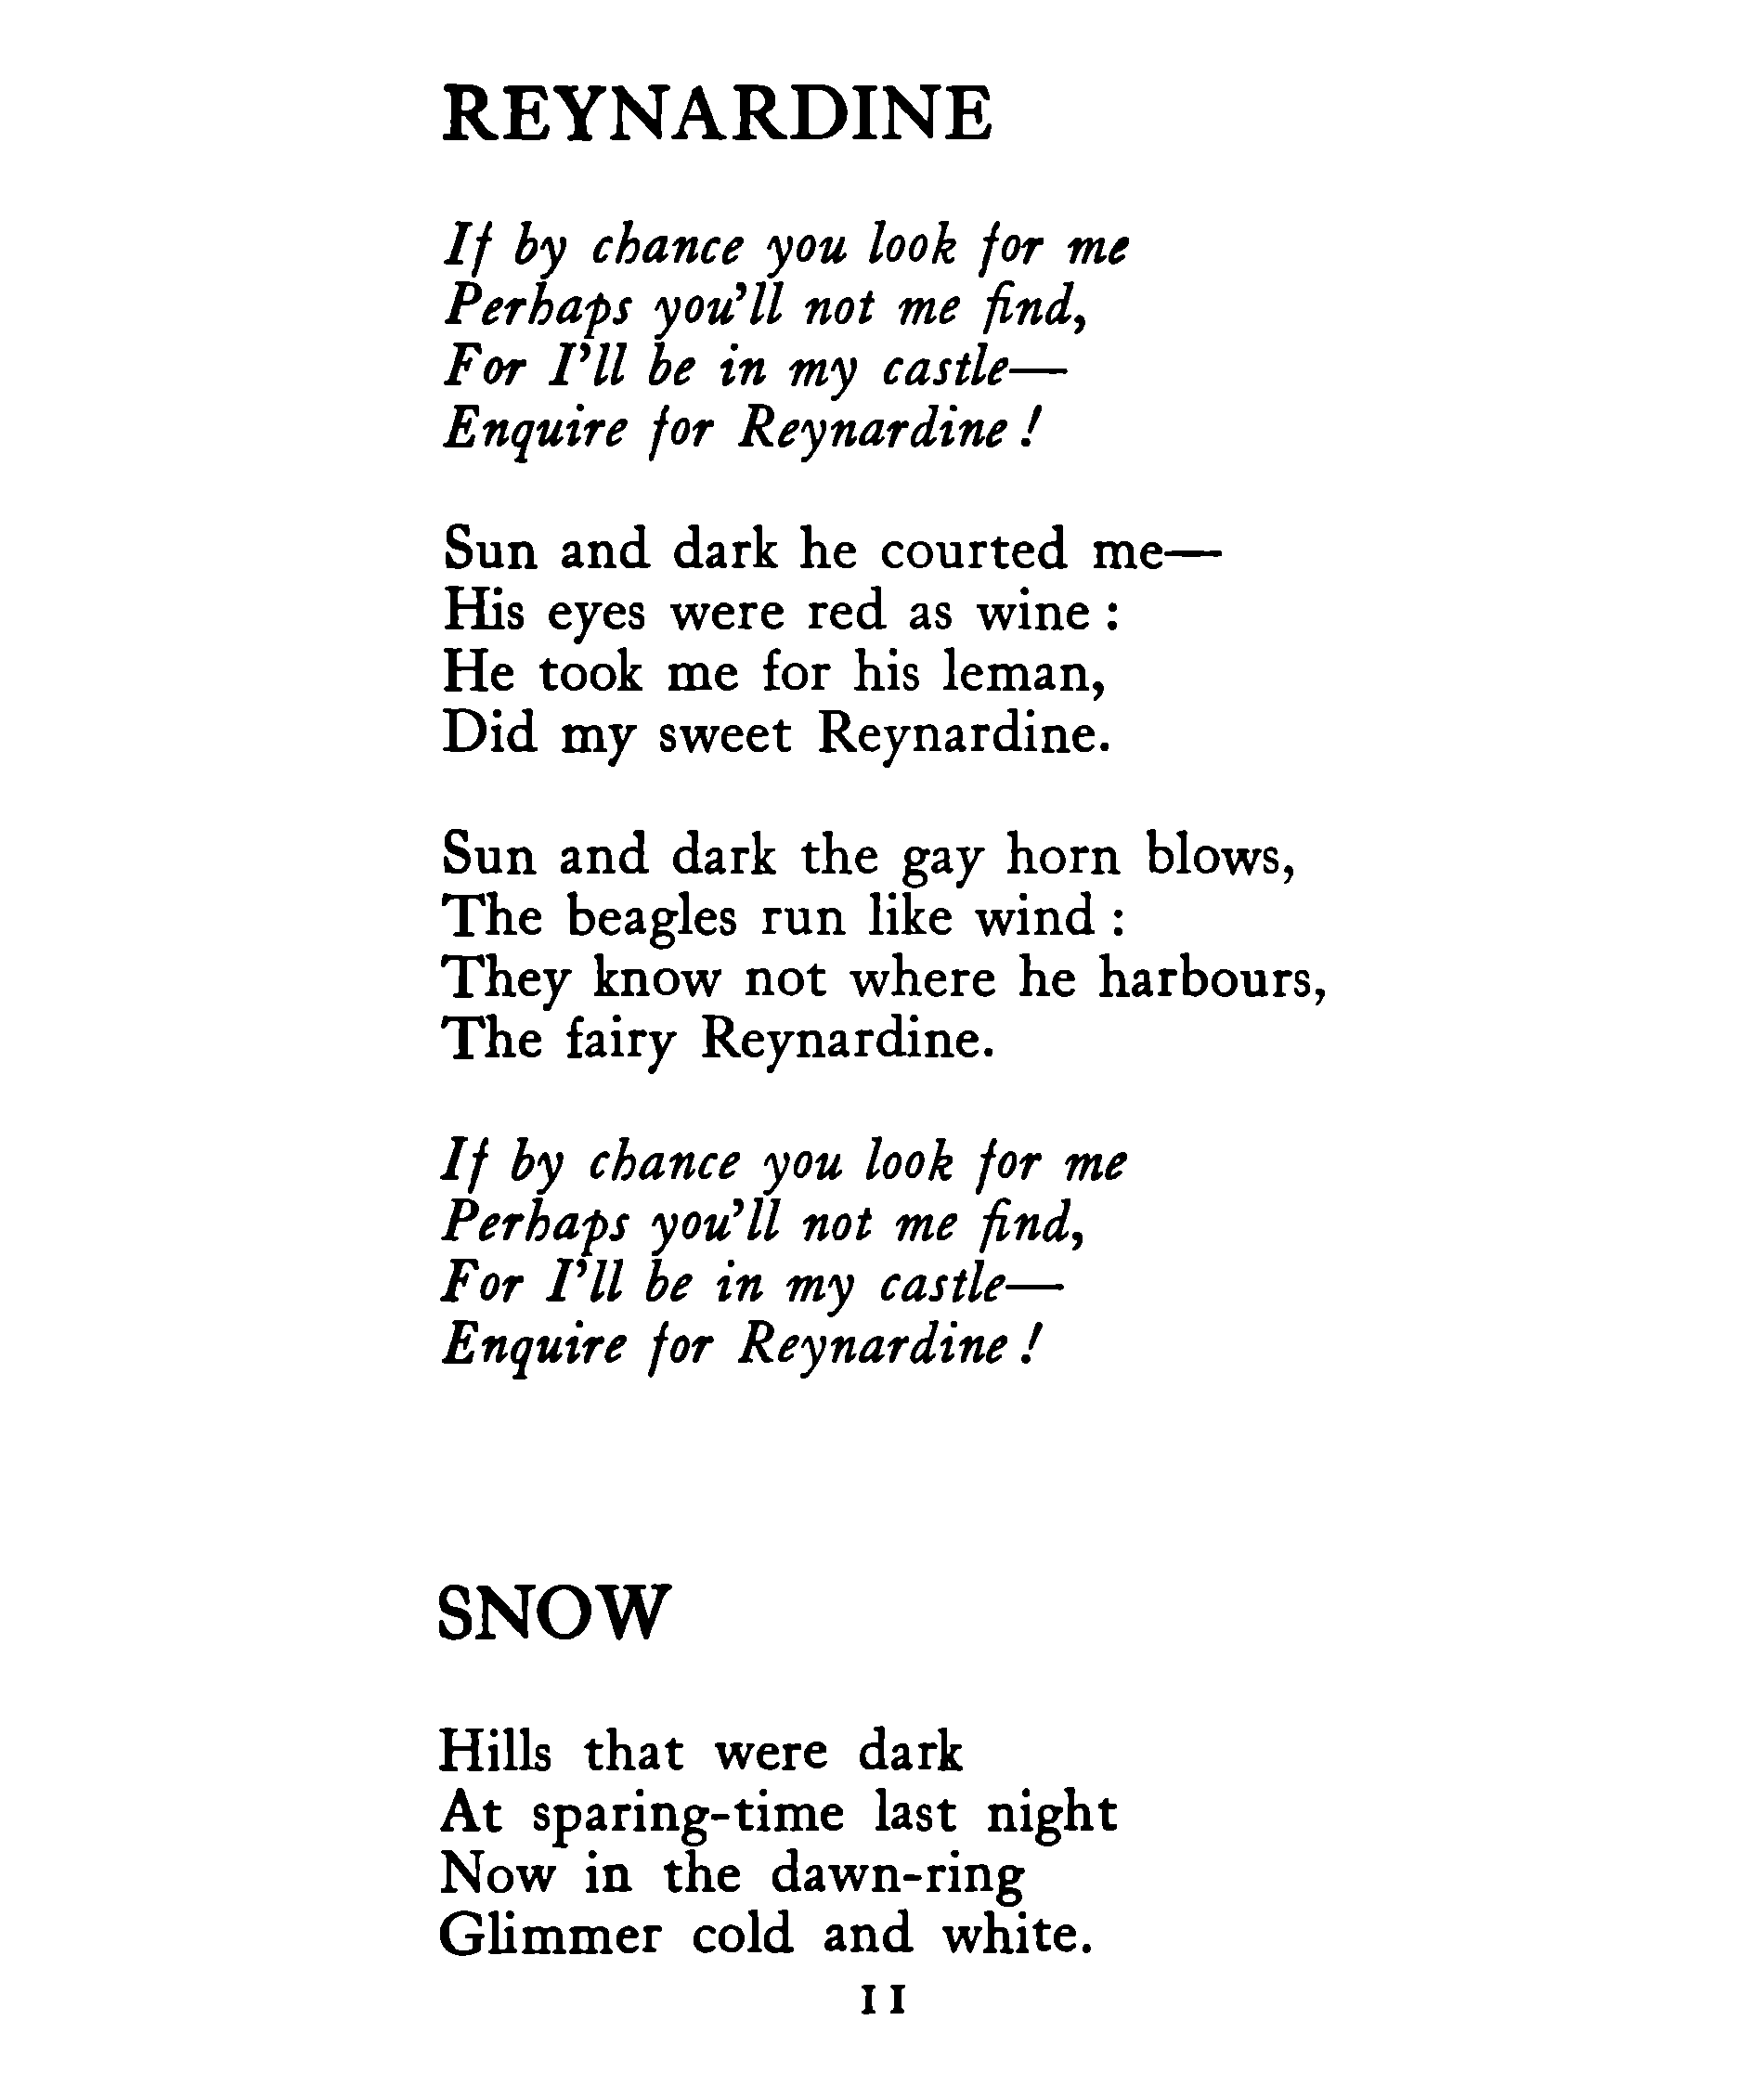 REYNARDINE
If by chance you look for me
Perhaps you'll not me find,
For I'll be in my castle—
Enquire for Reynardine !
Sun and dark he courted me—
His eyes were red as wine :
He took me for his leman,
Did my sweet Reynardine.
Sun and dark the gay horn blows,
The beagles run like wind :
They know not where he harbours,
The fairy Reynardine.
If by chance you look for me
Perhaps you'll not me find,
For I'll be in my castle—
Enquire for Reynardine !
SNOW
Hills that were dark
At sparing-time last night
Now in the dawn-ring
Glimmer cold and white.
11